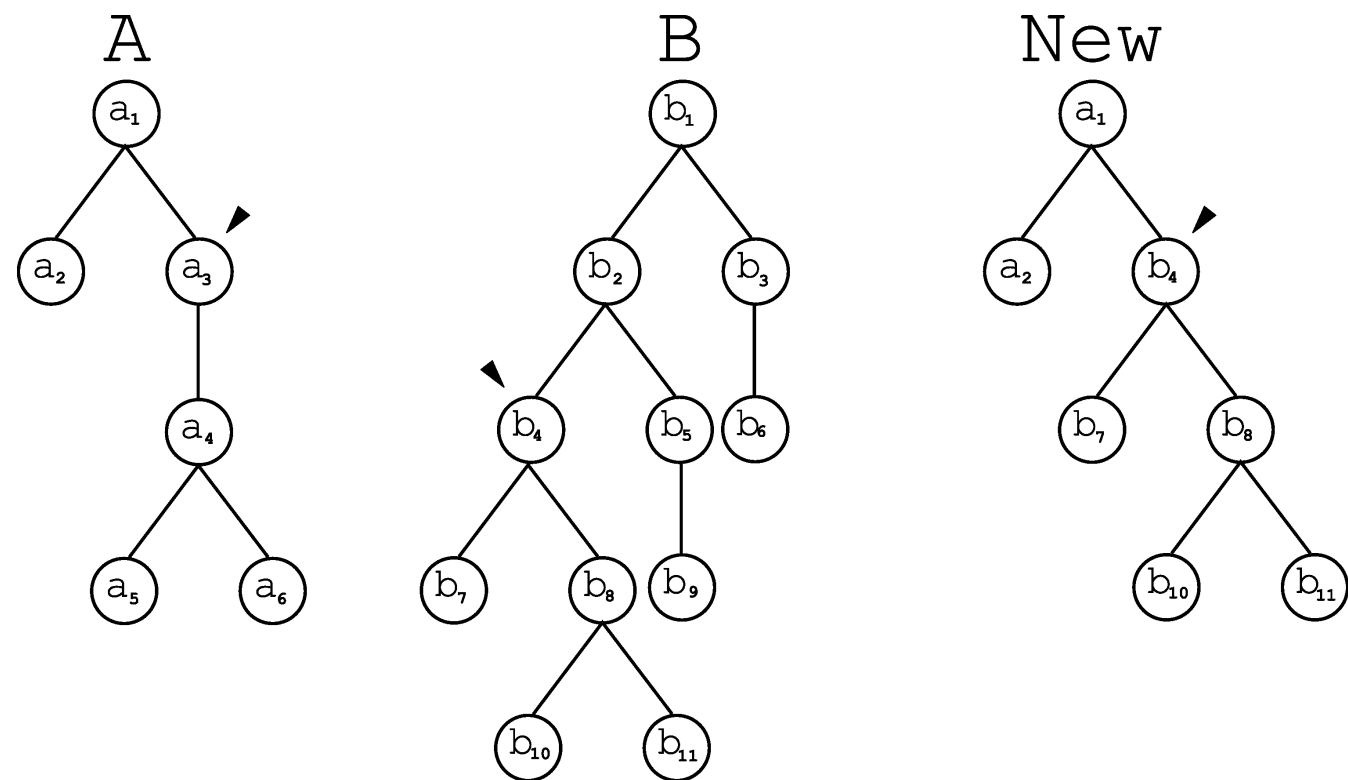 A B New
a₁ b₁ a₁
a₂ a₃ b₂ b₃ a₂ b₄
a₄ b₄ b₅ b₆ b₇ b₈
a₅ a₆ b₇ b₈ b₉ b₁₀ b₁₁
b₁₀ b₁₁